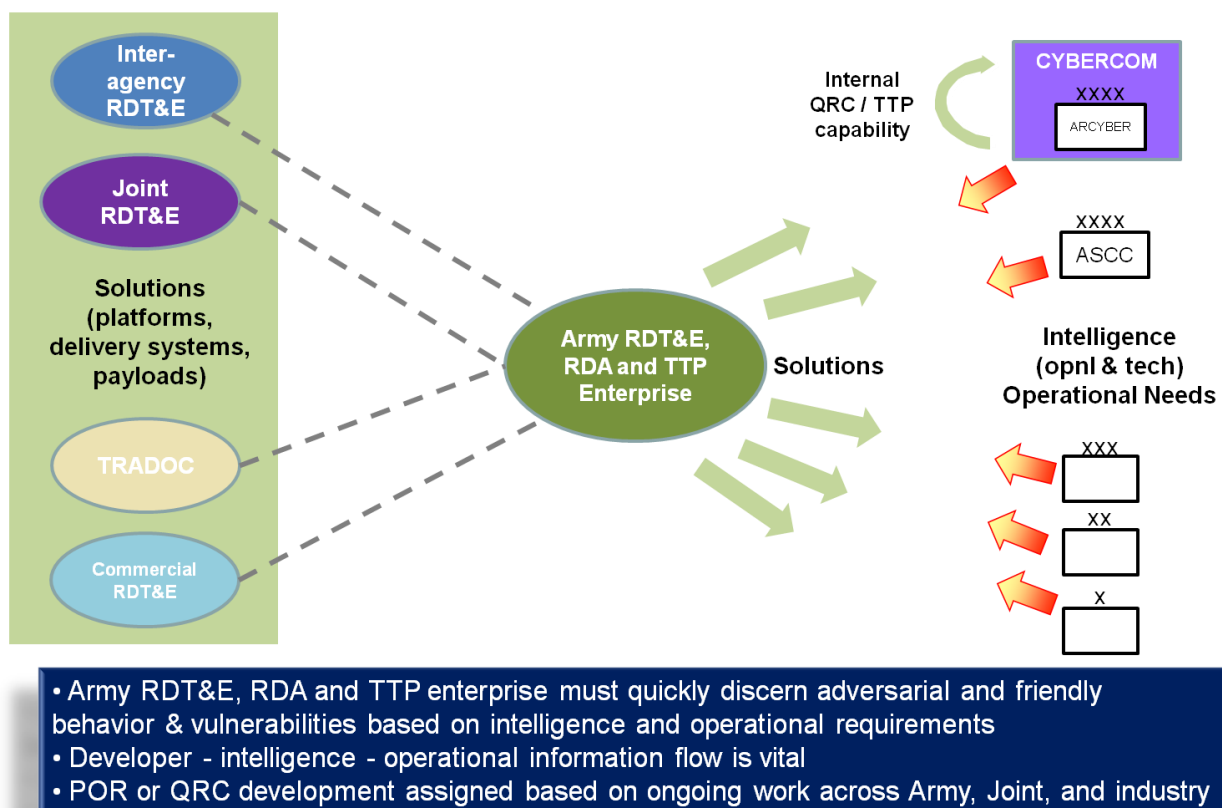 Inter-
agency
RDT&E
Joint
RDT&E
Solutions
(platforms,
delivery systems,
payloads)
TRADOC
Commercial
RDT&E
Army RDT&E,
RDA and TTP
Enterprise
Solutions
Internal
QRC / TTP
capability
CYBERCOM
XXXX
ARCYBER
XXXX
ASCC
Intelligence
(opnl & tech)
Operational Needs
XXX
XX
X
• Army RDT&E, RDA and TTP enterprise must quickly discern adversarial and friendly
behavior & vulnerabilities based on intelligence and operational requirements
• Developer - intelligence - operational information flow is vital
• POR or QRC development assigned based on ongoing work across Army, Joint, and industry